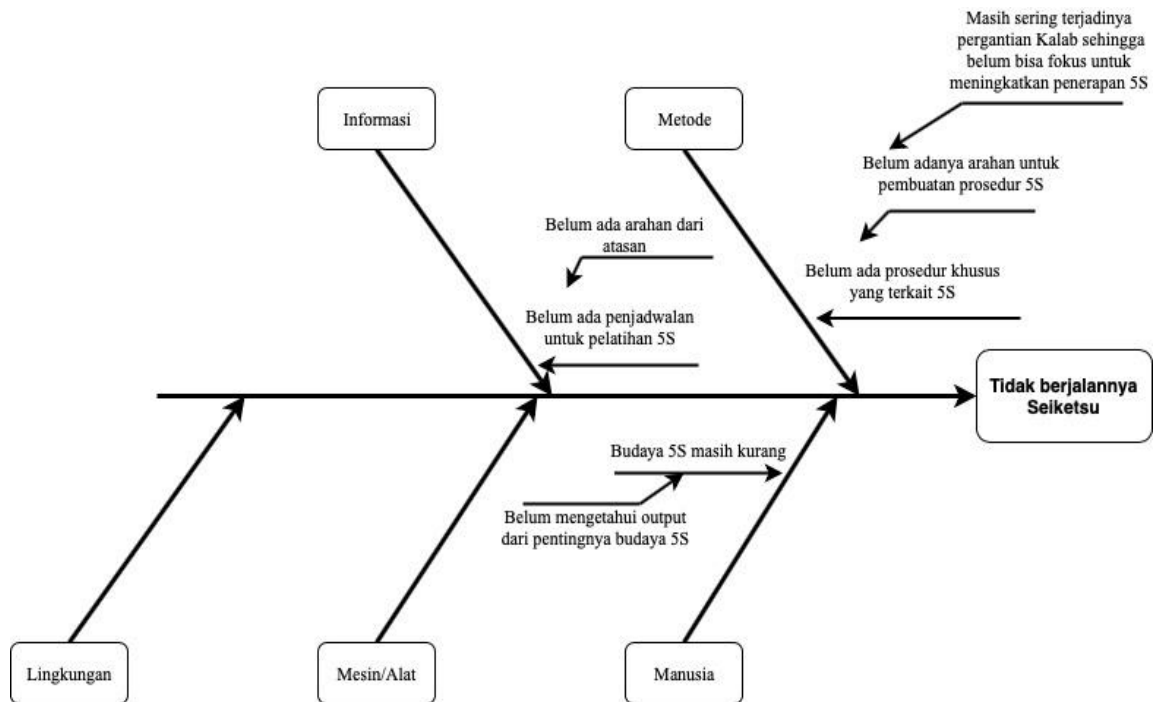 Masih sering terjadinya
pergantian Kalab sehingga
belum bisa fokus untuk
meningkatkan penerapan 5S
Informasi
Metode
Belum adanya arahan untuk
pembuatan prosedur 5S
Belum ada arahan dari
atasan
Belum ada prosedur khusus
yang terkait 5S
Belum ada penjadwalan
untuk pelatihan 5S
Tidak berjalannya
Seiketsu
Budaya 5S masih kurang
Belum mengetahui output
dari pentingnya budaya 5S
Lingkungan
Mesin/Alat
Manusia